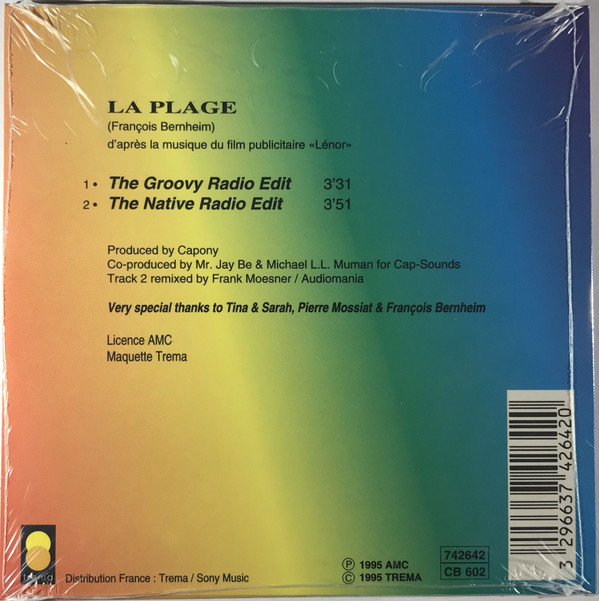 LA PLAGE
(François Bernheim)
d'après la musique du film publicitaire «Lénor»
1 • The Groovy Radio Edit 3'31
2 • The Native Radio Edit 3'51
Produced by Capony
Co-produced by Mr. Jay Be & Michael L.L. Muman for Cap-Sounds
Track 2 remixed by Frank Moesner / Audiomania
Very special thanks to Tina & Sarah, Pierre Mossiat & François Bernheim
Licence AMC
Maquette Trema
3 296637 426420
Distribution France : Trema / Sony Music
Ⓟ 1995 AMC
© 1995 TREMA
742642
CB 602